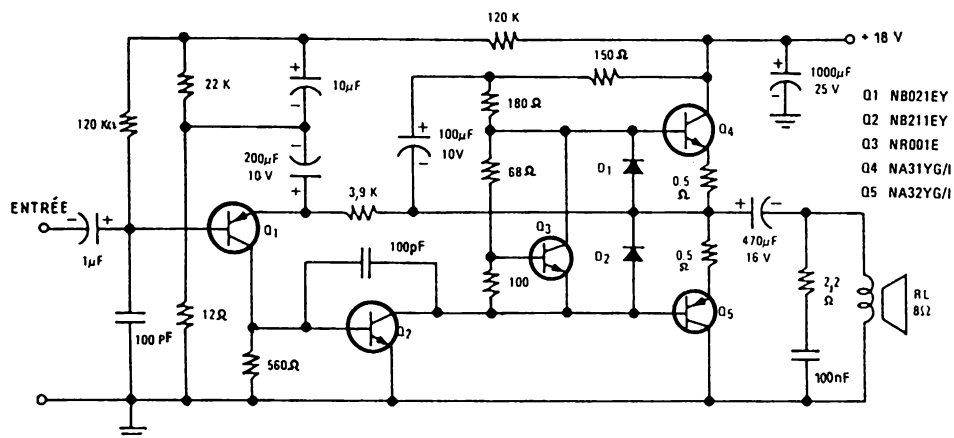 120 K
+ 18 V
150 Ω
22 K
10µF
180 Ω
1000µF
25 V
Q1 NB021EY
Q2 NB211EY
Q3 NR001E
Q4 NA31YG/I
Q5 NA32YG/I
120 KΩ
100µF
10V
Q4
200µF
10 V
68Ω
D1
0.5
Ω
ENTRÉE
3,9 K
Q1
Q3
1µF
100pF
D2
0.5
Ω
470µF
16 V
100
2,2
Ω
RL
8Ω
Q2
Q5
100 PF
12Ω
560Ω
100nF